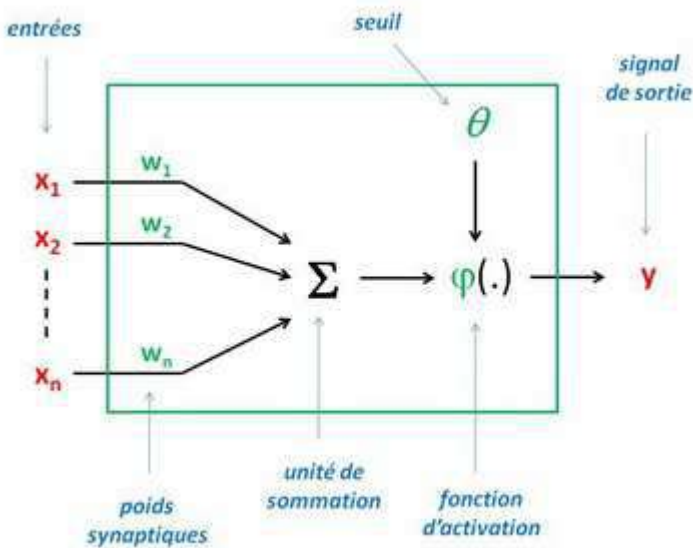 entrées
seuil
signal
de sortie
θ
x₁
w₁
x₂
w₂
Σ
φ(.)
y
xₙ
wₙ
poids
synaptiques
unité de
sommation
fonction
d'activation